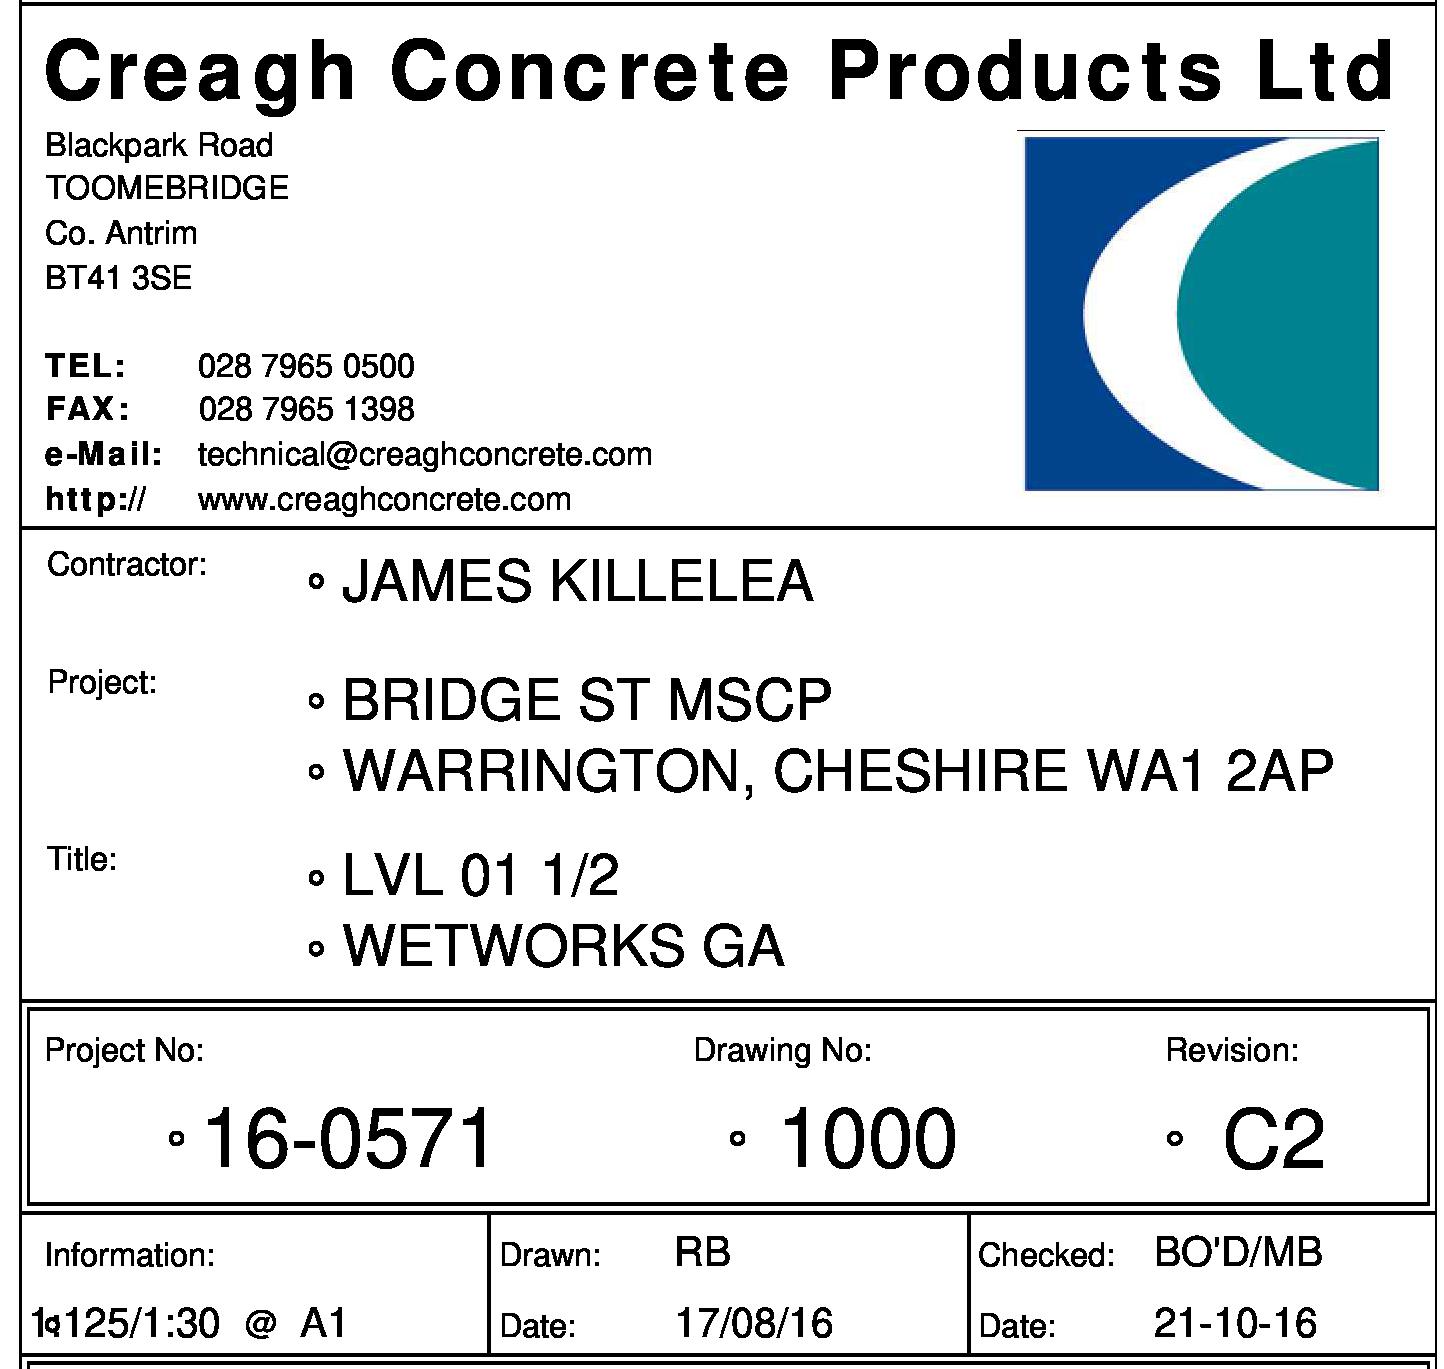 Creagh Concrete Products Ltd
Blackpark Road
TOOMEBRIDGE
Co. Antrim
BT41 3SE
TEL: 028 7965 0500
FAX: 028 7965 1398
e-Mail: technical@creaghconcrete.com
http:// www.creaghconcrete.com
Contractor: JAMES KILLELEA
Project: BRIDGE ST MSCP
WARRINGTON, CHESHIRE WA1 2AP
Title: LVL 01 1/2
WETWORKS GA
Project No: Drawing No: Revision:
16-0571 1000 C2
Information: Drawn: RB Checked: BO'D/MB
1:125/1:30 @ A1 Date: 17/08/16 Date: 21-10-16